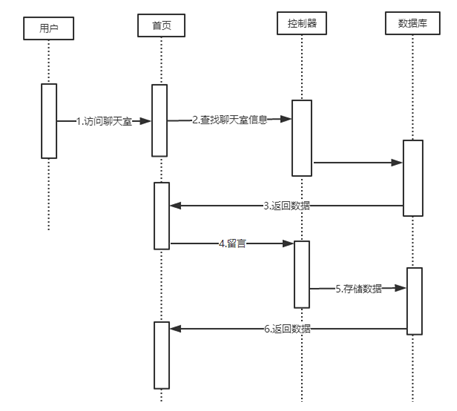 用户
首页
控制器
数据库
1.访问聊天室
2.查找聊天室信息
3.返回数据
4.留言
5.存储数据
6.返回数据